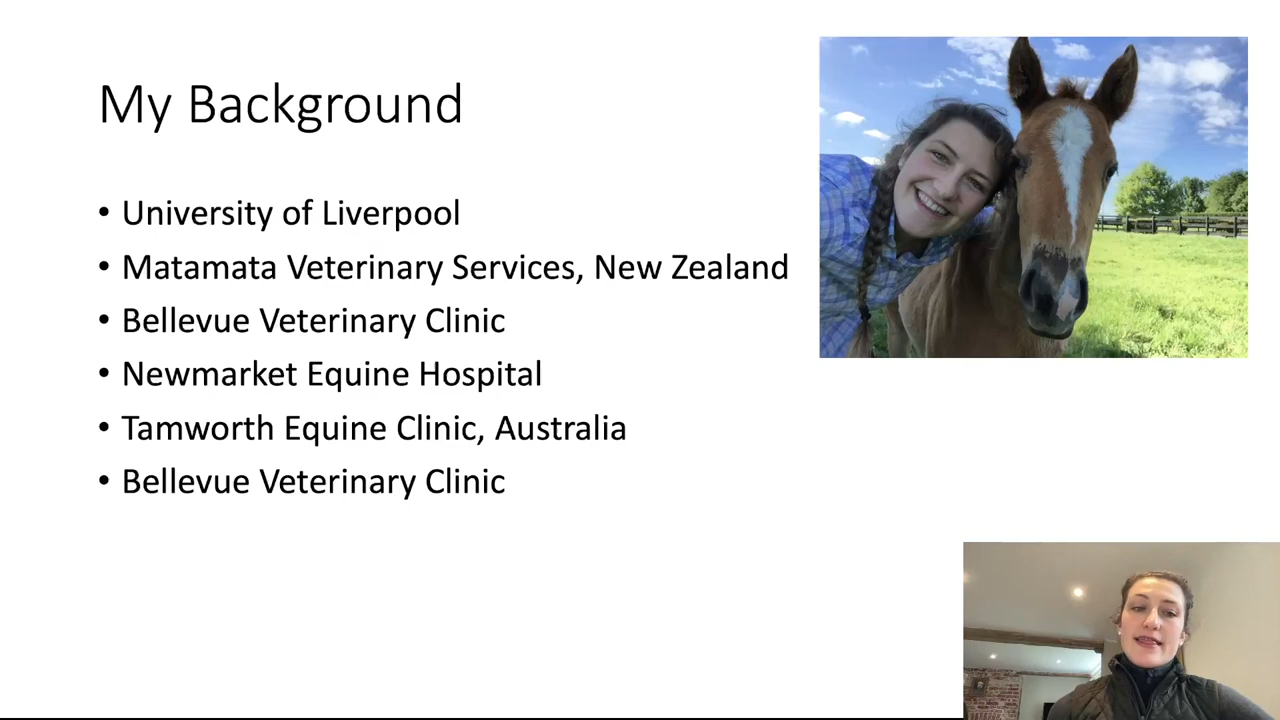 My Background
• University of Liverpool
• Matamata Veterinary Services, New Zealand
• Bellevue Veterinary Clinic
• Newmarket Equine Hospital
• Tamworth Equine Clinic, Australia
• Bellevue Veterinary Clinic